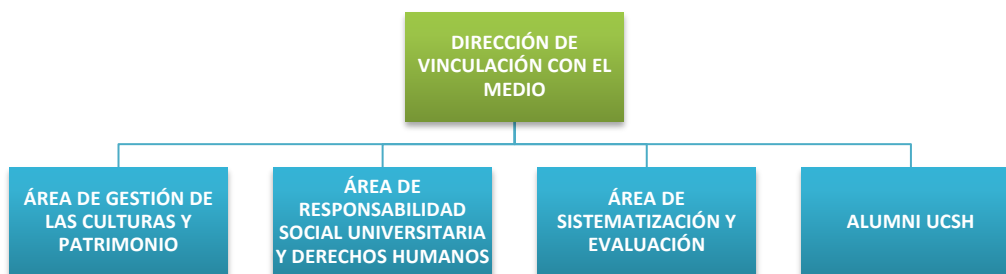 DIRECCIÓN DE
VINCULACIÓN CON EL
MEDIO
ÁREA DE GESTIÓN DE
LAS CULTURAS Y
PATRIMONIO
ÁREA DE
RESPONSABILIDAD
SOCIAL UNIVERSITARIA
Y DERECHOS HUMANOS
ÁREA DE
SISTEMATIZACIÓN Y
EVALUACIÓN
ALUMNI UCSH